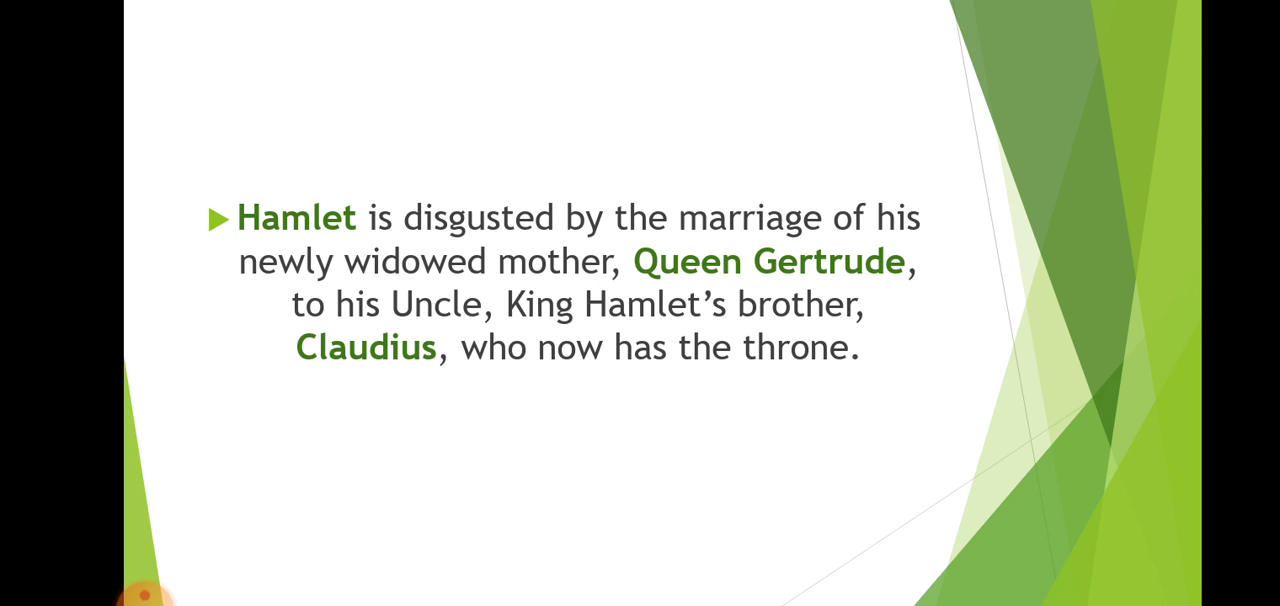 Hamlet is disgusted by the marriage of his
newly widowed mother, Queen Gertrude,
to his Uncle, King Hamlet’s brother,
Claudius, who now has the throne.